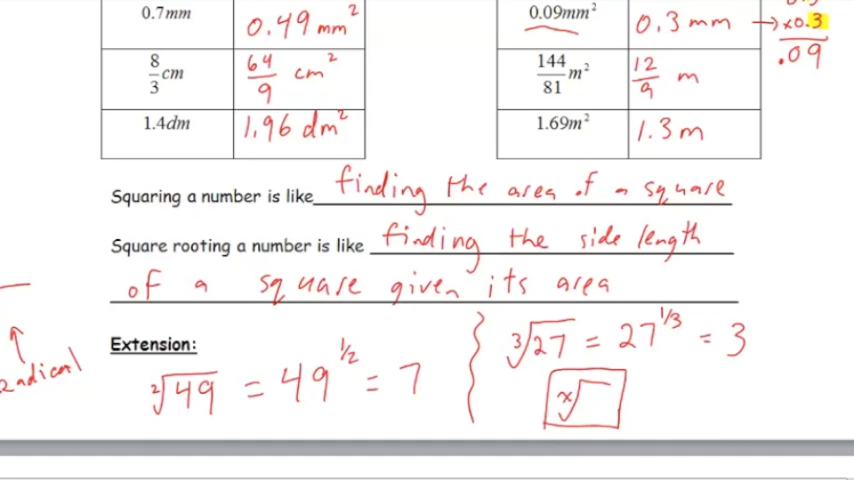 0.7mm 0.49 mm² 0.09mm² 0.3 mm → x0.3
.09
8/3 cm 64/9 cm² 144/81 m² 12/9 m
1.4dm 1.96 dm² 1.69m² 1.3 m
Squaring a number is like finding the area of a square
Square rooting a number is like finding the side length
of a square given its area
radical
Extension:
²√49 = 49^1/2 = 7
³√27 = 27^1/3 = 3
ˣ√